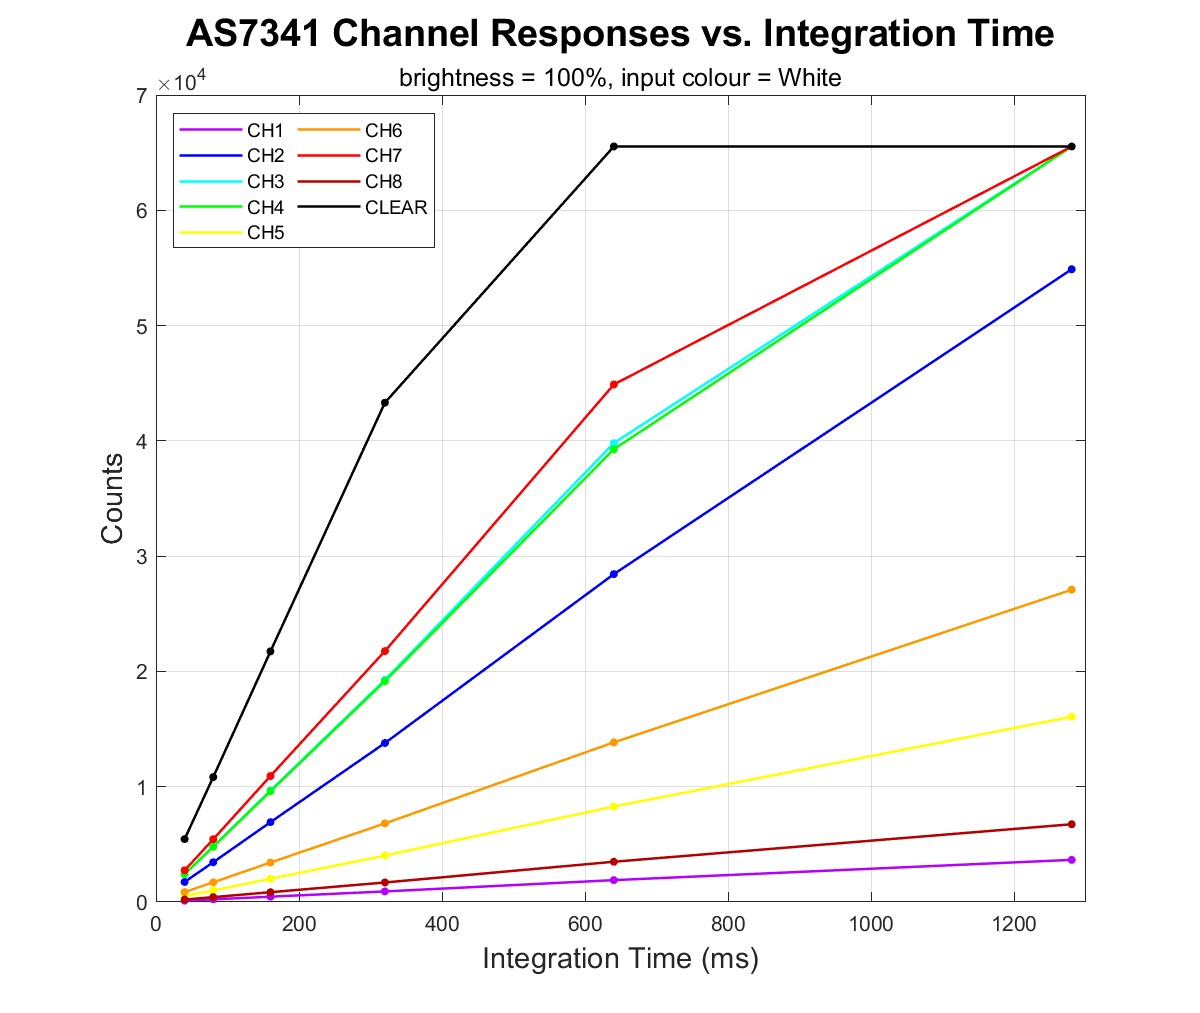 AS7341 Channel Responses vs. Integration Time
brightness = 100%, input colour = White
×10⁴
7
6
5
4
3
2
1
0
Counts
CH1
CH2
CH3
CH4
CH5
CH6
CH7
CH8
CLEAR
0 200 400 600 800 1000 1200
Integration Time (ms)